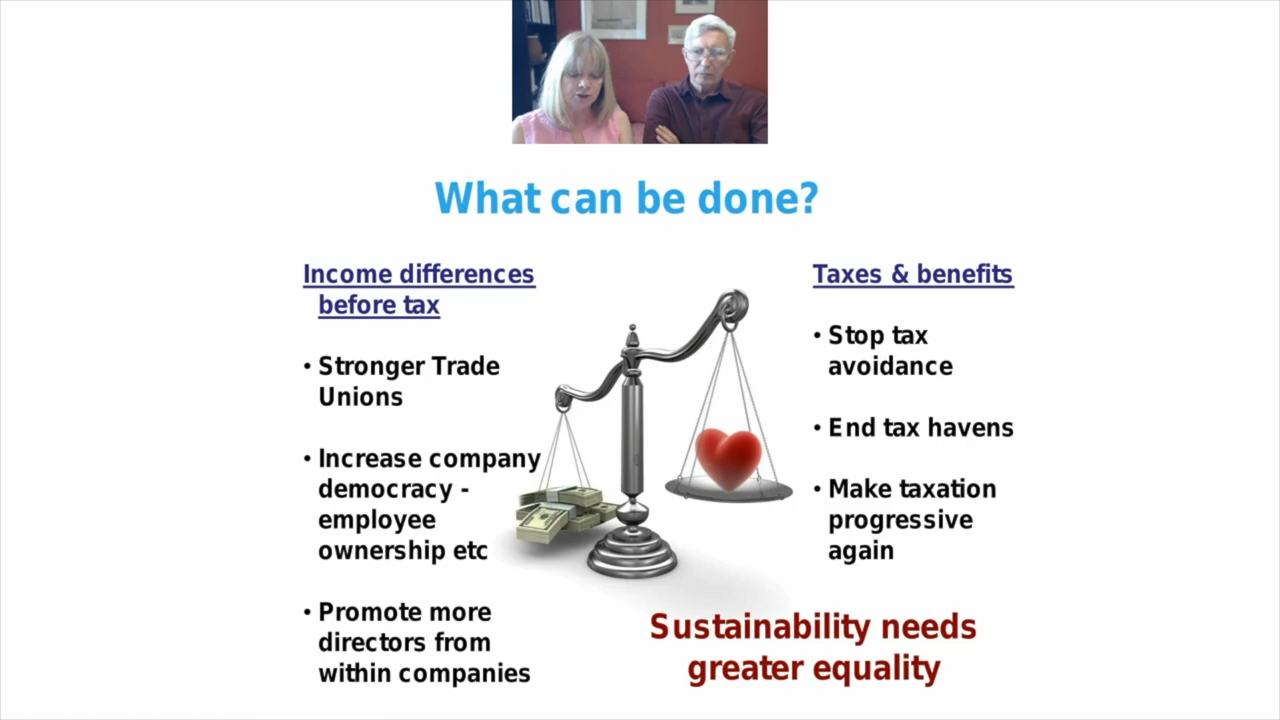 What can be done?
Income differences
before tax
• Stronger Trade
Unions
• Increase company
democracy -
employee
ownership etc
• Promote more
directors from
within companies
Taxes & benefits
• Stop tax
avoidance
• End tax havens
• Make taxation
progressive
again
Sustainability needs
greater equality